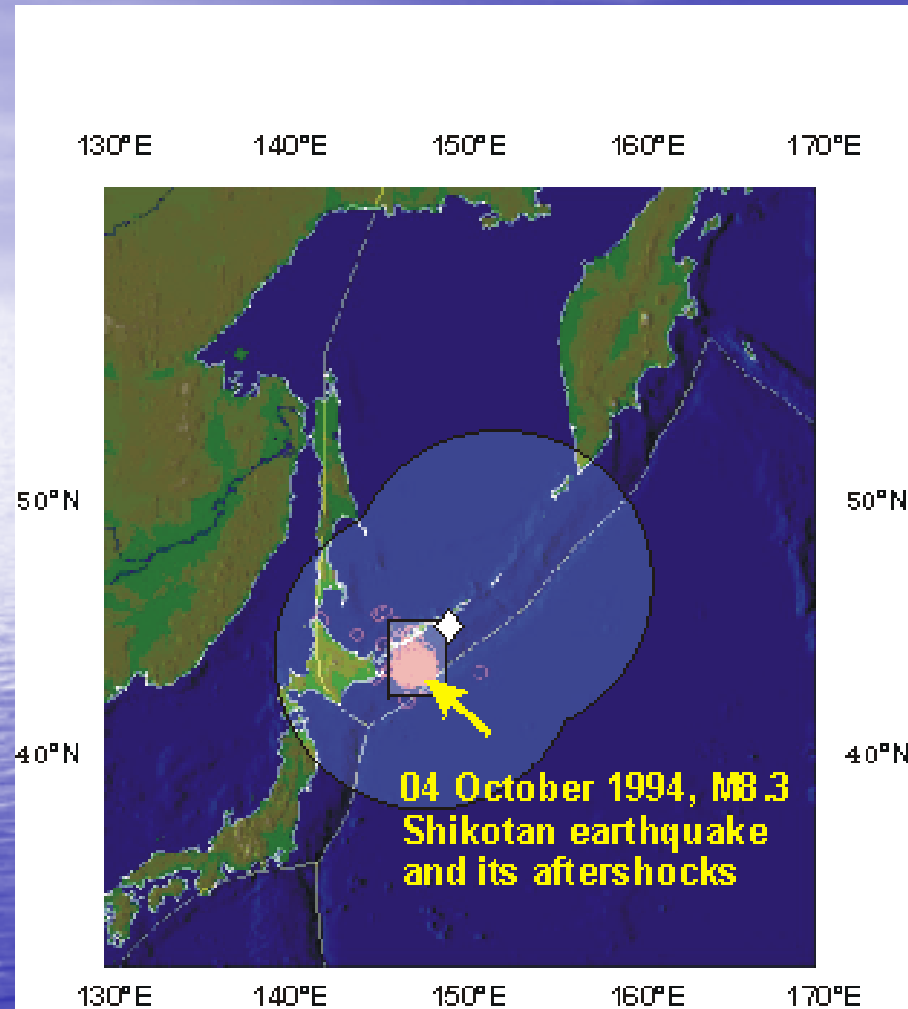 130°E 140°E 150°E 160°E 170°E
50°N 50°N
40°N 40°N
04 October 1994, M8.3
Shikotan earthquake
and its aftershocks
130°E 140°E 150°E 160°E 170°E